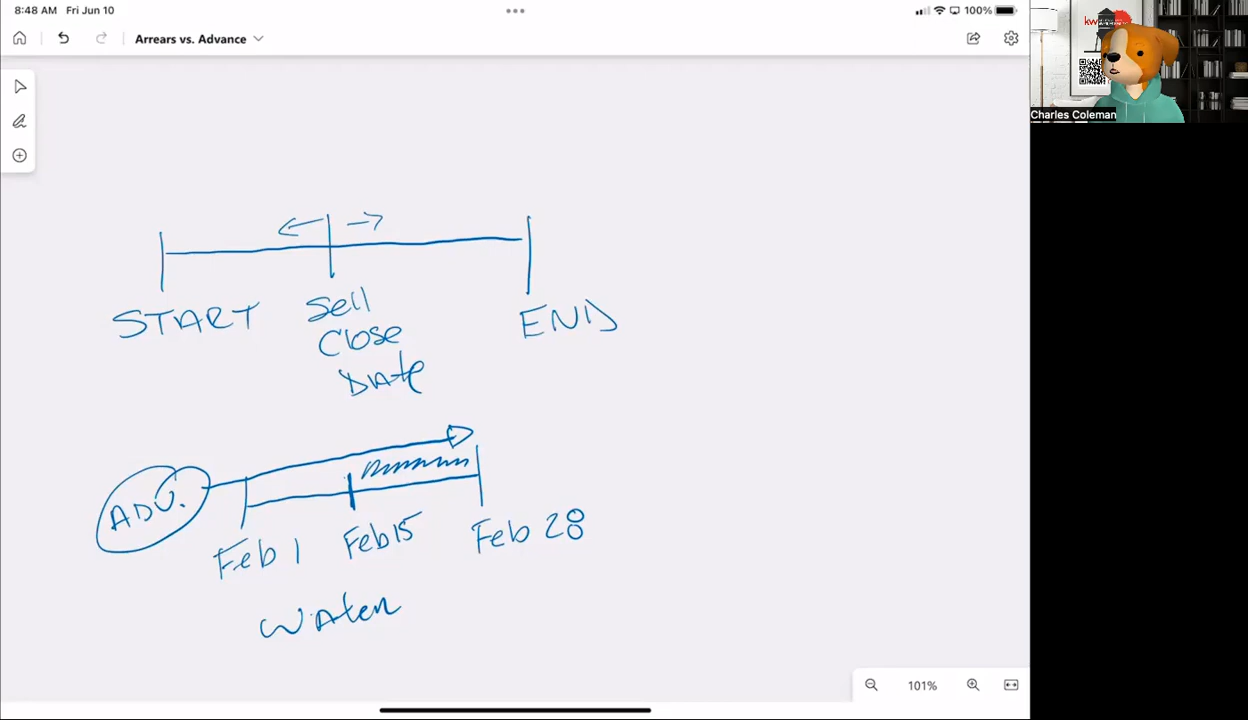 8:48 AM Fri Jun 10
100%
Arrears vs. Advance
kw
Charles Coleman
START
Sell
Close
Date
END
ADV.
Feb 1
Feb 15
Feb 28
Water
101%